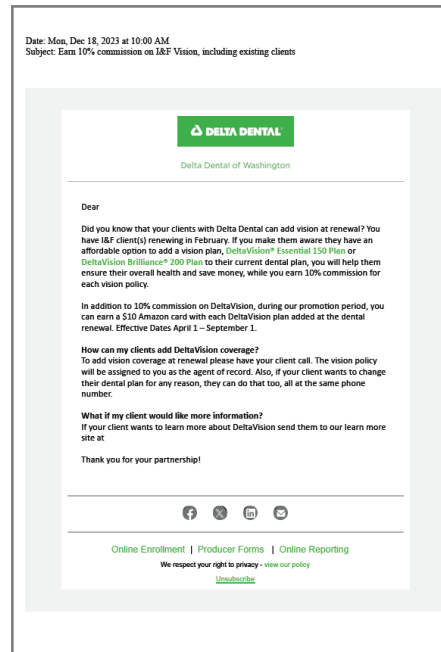 Date: Mon, Dec 18, 2023 at 10:00 AM
Subject: Earn 10% commission on I&F Vision, including existing clients
DELTA DENTAL®
Delta Dental of Washington
Dear
Did you know that your clients with Delta Dental can add vision at renewal? You
have I&F client(s) renewing in February. If you make them aware they have an
affordable option to add a vision plan, DeltaVision® Essential 150 Plan or
DeltaVision Brilliance® 200 Plan to their current dental plan, you will help them
ensure their overall health and save money, while you earn 10% commission for
each vision policy.
In addition to 10% commission on DeltaVision, during our promotion period, you
can earn a $10 Amazon card with each DeltaVision plan added at the dental
renewal. Effective Dates April 1 – September 1.
How can my clients add DeltaVision coverage?
To add vision coverage at renewal please have your client call. The vision policy
will be assigned to you as the agent of record. Also, if your client wants to change
their dental plan for any reason, they can do that too, all at the same phone
number.
What if my client would like more information?
If your client wants to learn more about DeltaVision send them to our learn more
site at
Thank you for your partnership!
Online Enrollment | Producer Forms | Online Reporting
We respect your right to privacy - view our policy
Unsubscribe